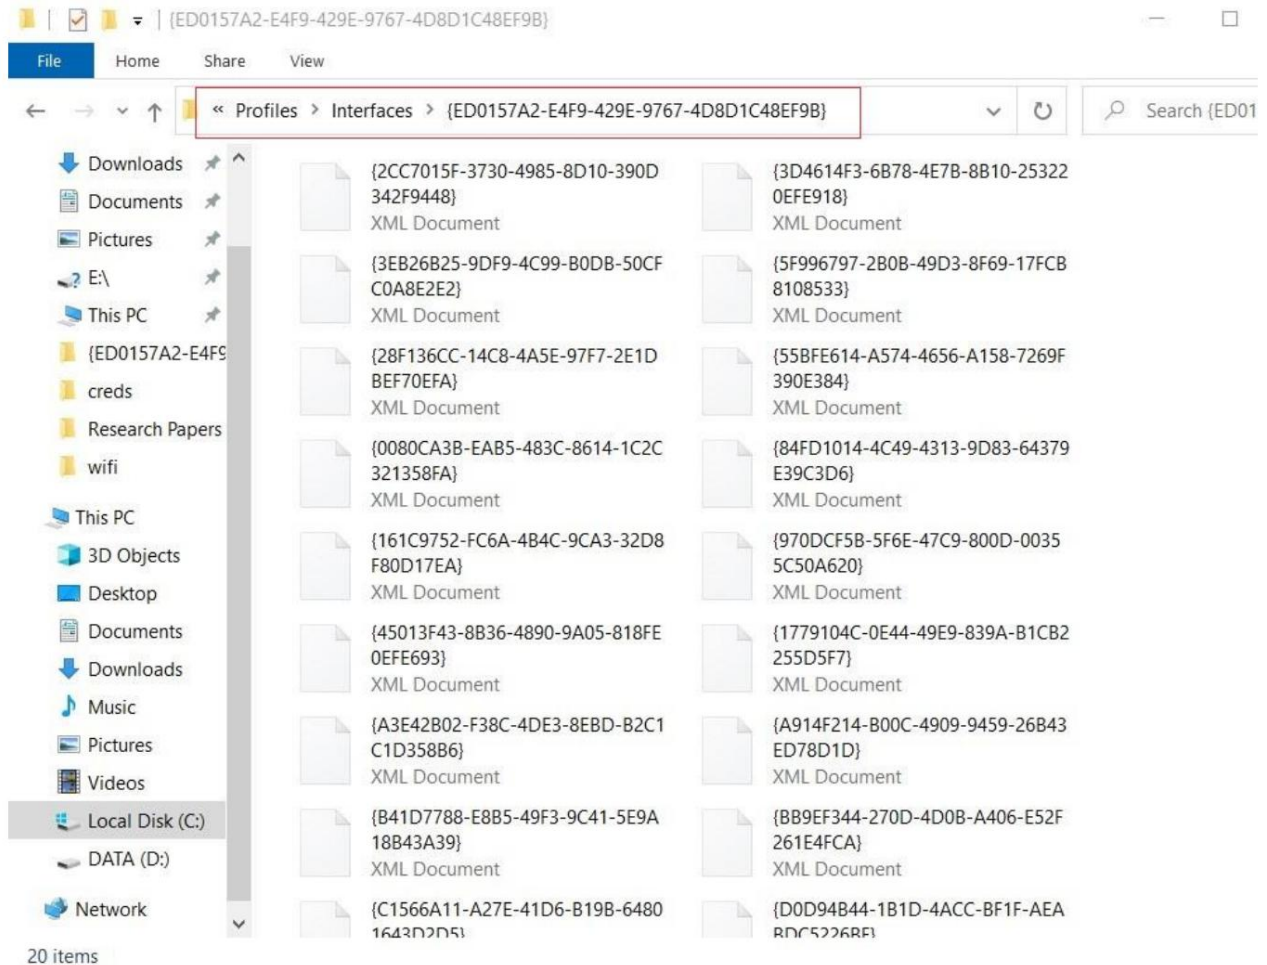 {ED0157A2-E4F9-429E-9767-4D8D1C48EF9B}
File Home Share View
« Profiles > Interfaces > {ED0157A2-E4F9-429E-9767-4D8D1C48EF9B}
Search {ED01
Downloads
Documents
Pictures
E:\
This PC
{ED0157A2-E4F9
creds
Research Papers
wifi
This PC
3D Objects
Desktop
Documents
Downloads
Music
Pictures
Videos
Local Disk (C:)
DATA (D:)
Network
{2CC7015F-3730-4985-8D10-390D
342F9448}
XML Document
{3D4614F3-6B78-4E7B-8B10-25322
0EFE918}
XML Document
{3EB26B25-9DF9-4C99-B0DB-50CF
C0A8E2E2}
XML Document
{5F996797-2B0B-49D3-8F69-17FCB
8108533}
XML Document
{28F136CC-14C8-4A5E-97F7-2E1D
BEF70EFA}
XML Document
{55BFE614-A574-4656-A158-7269F
390E384}
XML Document
{0080CA3B-EAB5-483C-8614-1C2C
321358FA}
XML Document
{84FD1014-4C49-4313-9D83-64379
E39C3D6}
XML Document
{161C9752-FC6A-4B4C-9CA3-32D8
F80D17EA}
XML Document
{970DCF5B-5F6E-47C9-800D-0035
5C50A620}
XML Document
{45013F43-8B36-4890-9A05-818FE
0EFE693}
XML Document
{1779104C-0E44-49E9-839A-B1CB2
255D5F7}
XML Document
{A3E42B02-F38C-4DE3-8EBD-B2C1
C1D358B6}
XML Document
{A914F214-B00C-4909-9459-26B43
ED78D1D}
XML Document
{B41D7788-E8B5-49F3-9C41-5E9A
18B43A39}
XML Document
{BB9EF344-270D-4D0B-A406-E52F
261E4FCA}
XML Document
{C1566A11-A27E-41D6-B19B-6480
1643D2D5}
{D0D94B44-1B1D-4ACC-BF1F-AEA
BDC5226BF}
20 items